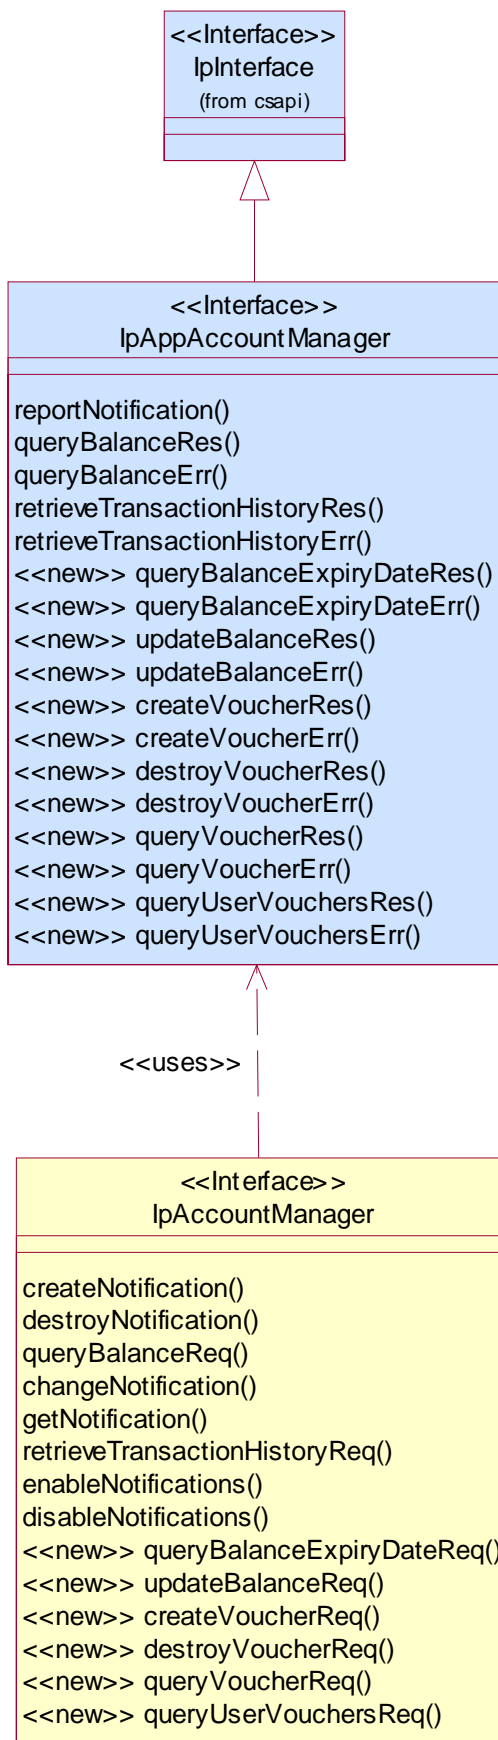 <<Interface>>
IpInterface
(from csapi)
<<Interface>>
IpAppAccountManager
reportNotification()
queryBalanceRes()
queryBalanceErr()
retrieveTransactionHistoryRes()
retrieveTransactionHistoryErr()
<<new>> queryBalanceExpiryDateRes()
<<new>> queryBalanceExpiryDateErr()
<<new>> updateBalanceRes()
<<new>> updateBalanceErr()
<<new>> createVoucherRes()
<<new>> createVoucherErr()
<<new>> destroyVoucherRes()
<<new>> destroyVoucherErr()
<<new>> queryVoucherRes()
<<new>> queryVoucherErr()
<<new>> queryUserVouchersRes()
<<new>> queryUserVouchersErr()
<<uses>>
<<Interface>>
IpAccountManager
createNotification()
destroyNotification()
queryBalanceReq()
changeNotification()
getNotification()
retrieveTransactionHistoryReq()
enableNotifications()
disableNotifications()
<<new>> queryBalanceExpiryDateReq()
<<new>> updateBalanceReq()
<<new>> createVoucherReq()
<<new>> destroyVoucherReq()
<<new>> queryVoucherReq()
<<new>> queryUserVouchersReq()